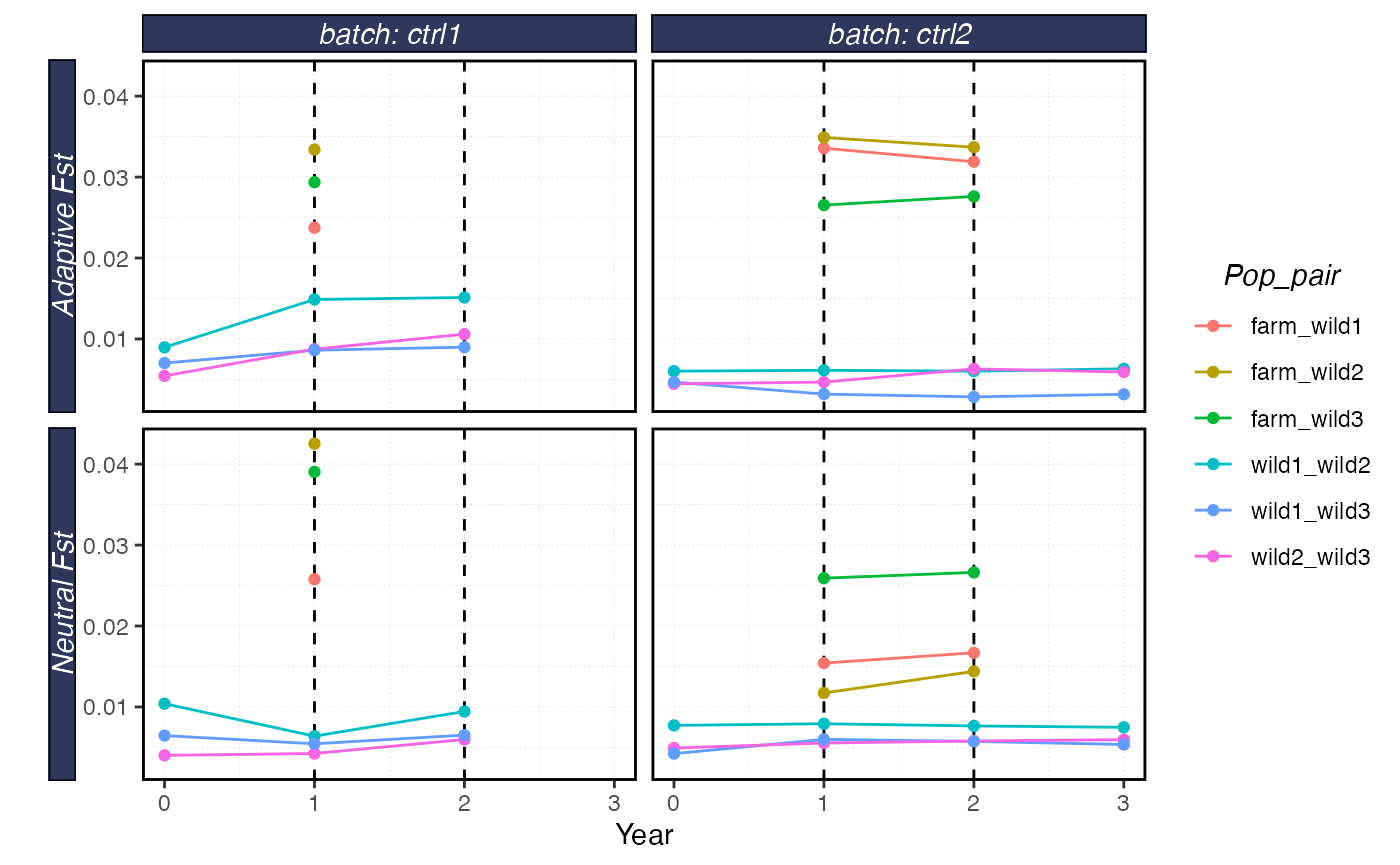 batch: ctrl1
batch: ctrl2
Adaptive Fst
0.04
0.03
0.02
0.01
Neutral Fst
0.04
0.03
0.02
0.01
0 1 2 3
0 1 2 3
Year
Pop_pair
farm_wild1
farm_wild2
farm_wild3
wild1_wild2
wild1_wild3
wild2_wild3